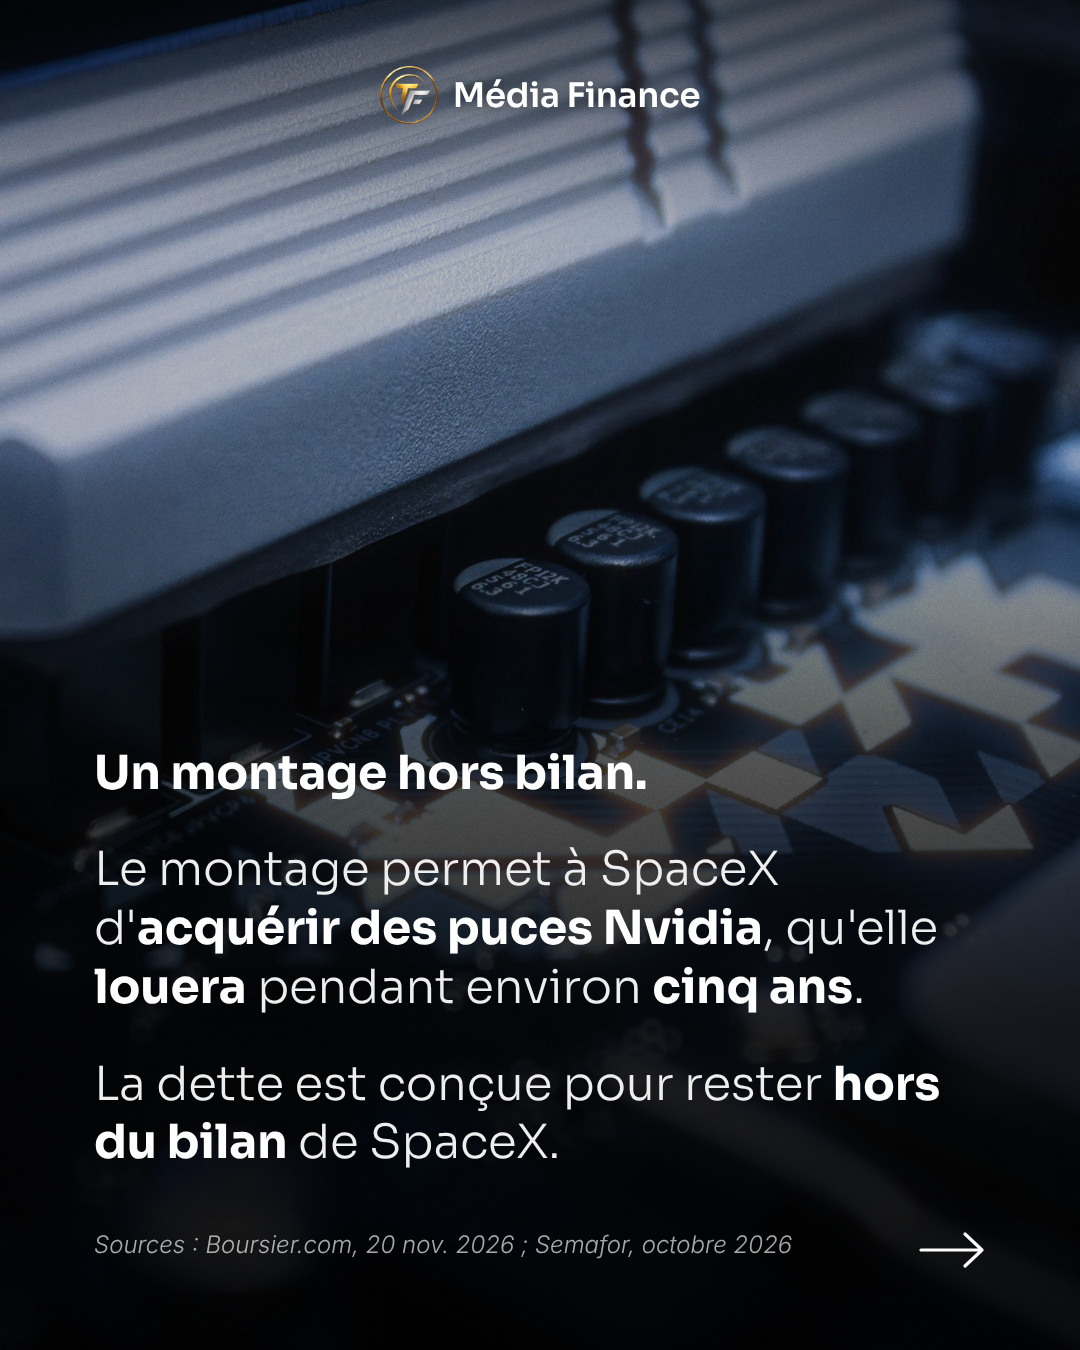 Média Finance
Un montage hors bilan.
Le montage permet à SpaceX
d'acquérir des puces Nvidia, qu'elle
louera pendant environ cinq ans.
La dette est conçue pour rester hors
du bilan de SpaceX.
Sources : Boursier.com, 20 nov. 2026 ; Semafor, octobre 2026